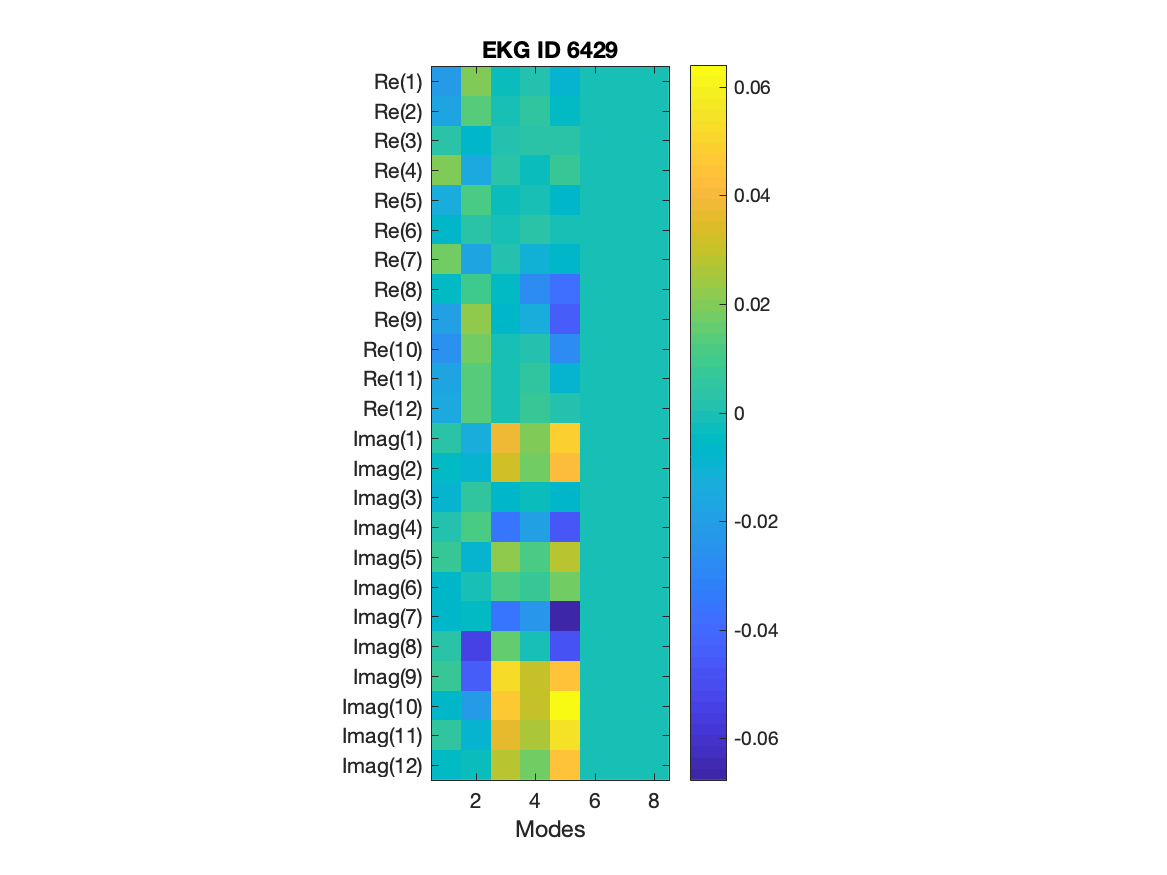 EKG ID 6429
Re(1)
Re(2)
Re(3)
Re(4)
Re(5)
Re(6)
Re(7)
Re(8)
Re(9)
Re(10)
Re(11)
Re(12)
Imag(1)
Imag(2)
Imag(3)
Imag(4)
Imag(5)
Imag(6)
Imag(7)
Imag(8)
Imag(9)
Imag(10)
Imag(11)
Imag(12)
2 4 6 8
Modes
0.06
0.04
0.02
0
-0.02
-0.04
-0.06